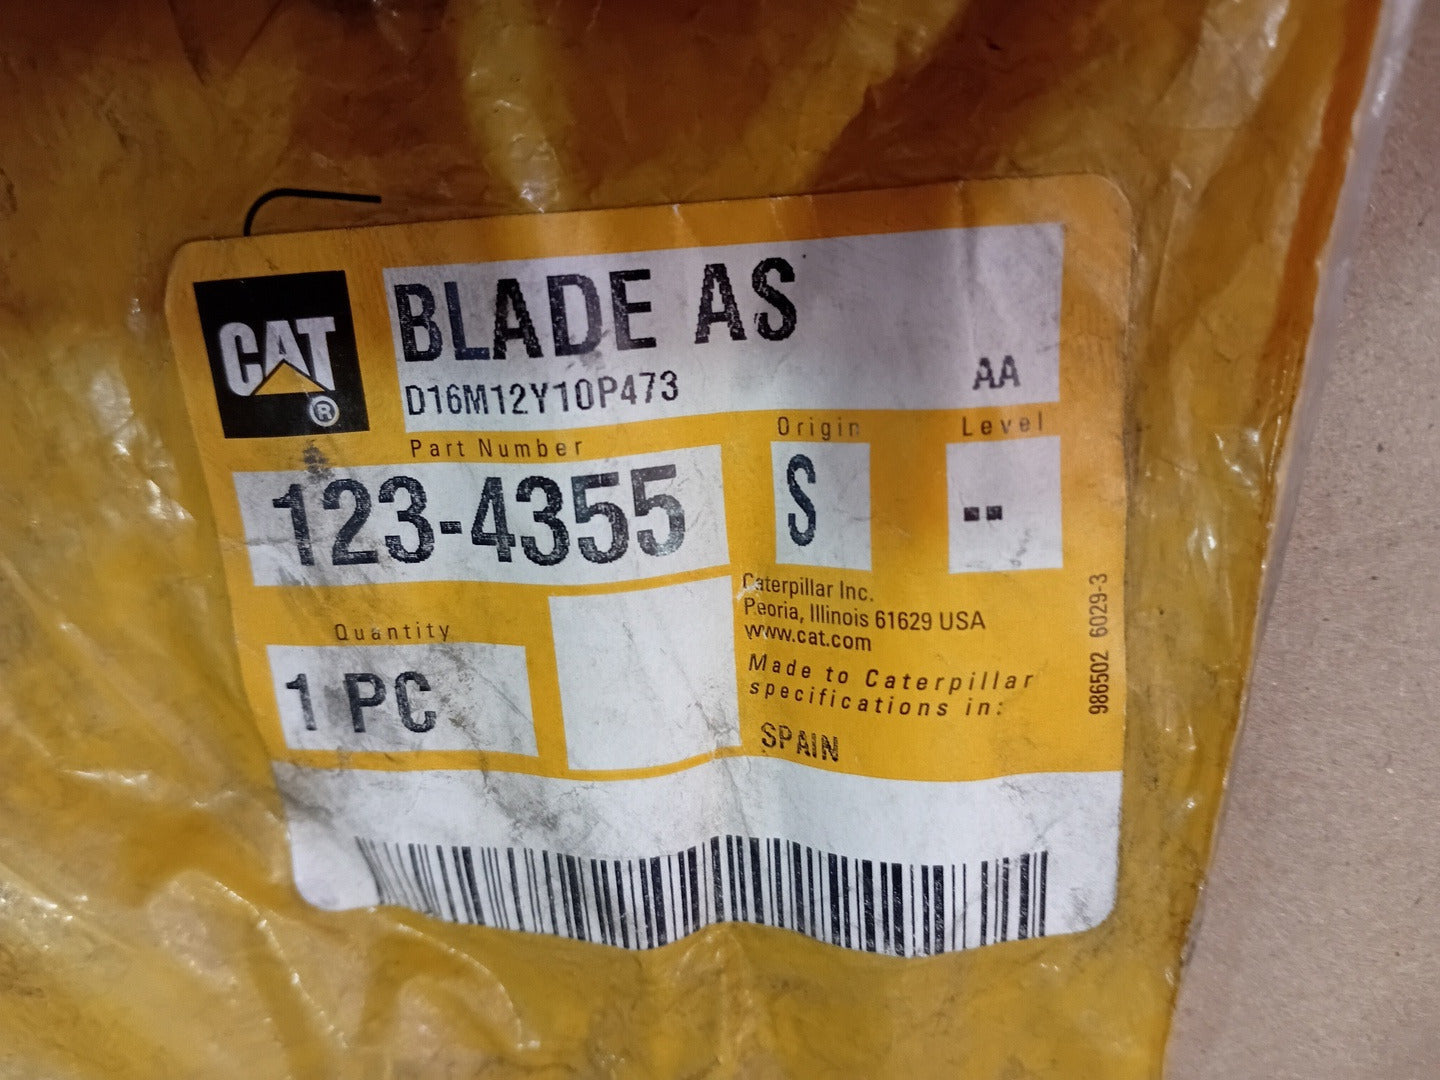 CAT
®
BLADE AS
D16M12Y10P473
AA
Part Number
Origin
Level
123-4355
S
--
Quantity
1 PC
Caterpillar Inc.
Peoria, Illinois 61629 USA
www.cat.com
Made to Caterpillar
specifications in:
SPAIN
986502 6029-3